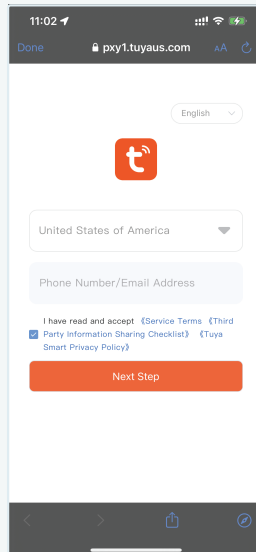 11:02
Done pxy1.tuyaus.com AA
English
United States of America
Phone Number/Email Address
I have read and accept 《Service Terms 《Third
Party Information Sharing Checklist》 《Tuya
Smart Privacy Policy》
Next Step